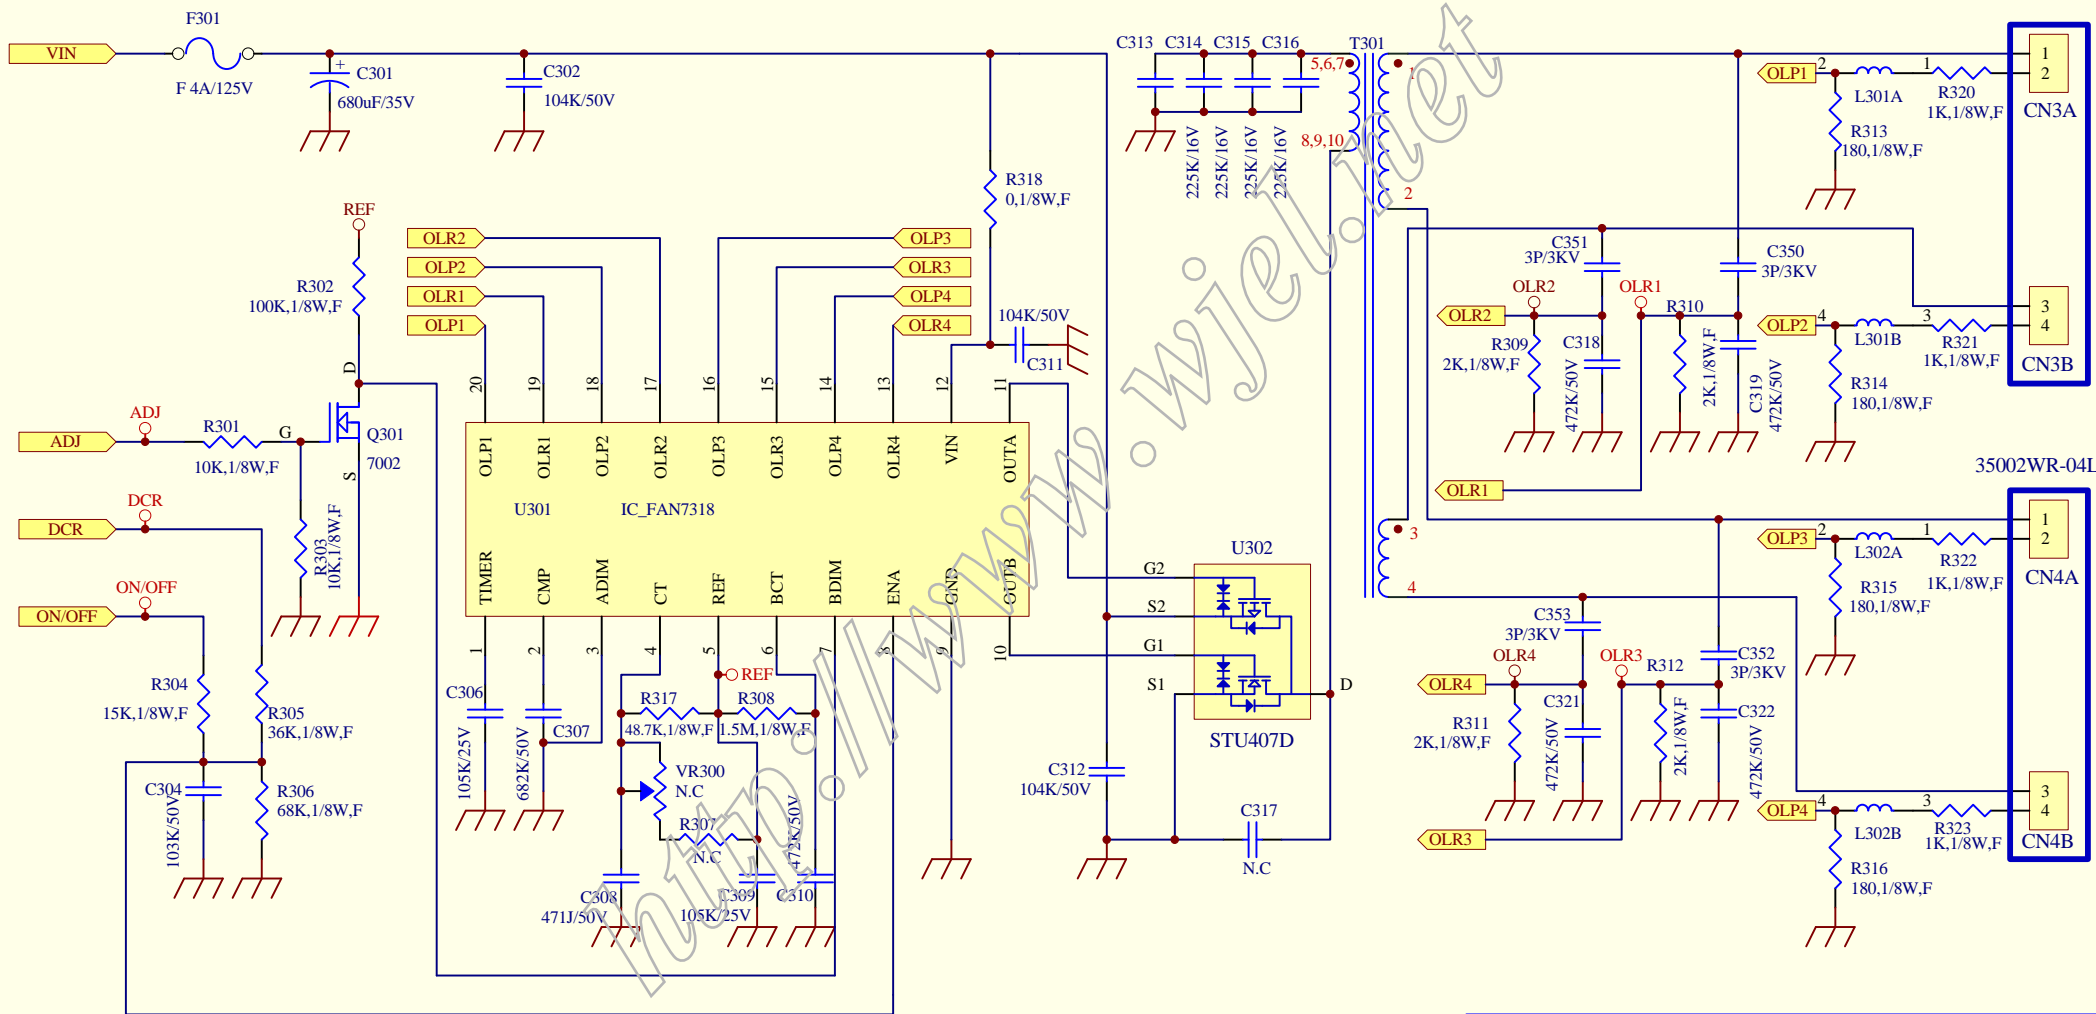 F301
VIN
F 4A/125V
+
C301
680uF/35V
C302
104K/50V
R318
0,1/8W,F
C313
C314
C315
C316
225K/16V
225K/16V
225K/16V
225K/16V
T301
5,6,7
8,9,10
1
2
3
4
OLP1
2
L301A
1
R320
1K,1/8W,F
R313
180,1/8W,F
1
2
CN3A
C351
3P/3KV
C350
3P/3KV
OLR2
OLR2
OLR1
R310
2K,1/8W,F
R309
2K,1/8W,F
C318
472K/50V
C319
472K/50V
OLP2
4
L301B
3
R321
1K,1/8W,F
R314
180,1/8W,F
3
4
CN3B
OLR1
35002WR-04L
REF
R302
100K,1/8W,F
D
OLR2
OLP2
OLR1
OLP1
OLP3
OLR3
OLP4
OLR4
104K/50V
C311
ADJ
ADJ
R301
10K,1/8W,F
G
Q301
7002
S
R303
10K,1/8W,F
DCR
DCR
ON/OFF
ON/OFF
R304
15K,1/8W,F
R305
36K,1/8W,F
C304
103K/50V
R306
68K,1/8W,F
20
19
18
17
16
15
14
13
12
11
OLP1
OLR1
OLP2
OLR2
OLP3
OLR3
OLP4
OLR4
VIN
OUTA
U301
IC_FAN7318
TIMER
CMP
ADIM
CT
REF
BCT
BDIM
ENA
GND
OUTB
1
2
3
4
5
6
7
8
9
10
C306
105K/25V
682K/50V
C307
REF
R317
48.7K,1/8W,F
R308
1.5M,1/8W,F
VR300
N.C
R307
N.C
C308
471J/50V
C309
105K/25V
C310
472K/50V
U302
G2
S2
G1
S1
D
STU407D
C312
104K/50V
C317
N.C
C353
3P/3KV
C352
3P/3KV
OLR4
OLR4
OLR3
R312
2K,1/8W,F
R311
2K,1/8W,F
C321
472K/50V
C322
472K/50V
OLR3
OLP3
2
L302A
1
R322
1K,1/8W,F
R315
180,1/8W,F
1
2
CN4A
OLP4
4
L302B
3
R323
1K,1/8W,F
R316
180,1/8W,F
3
4
CN4B
http://www.wjel.net